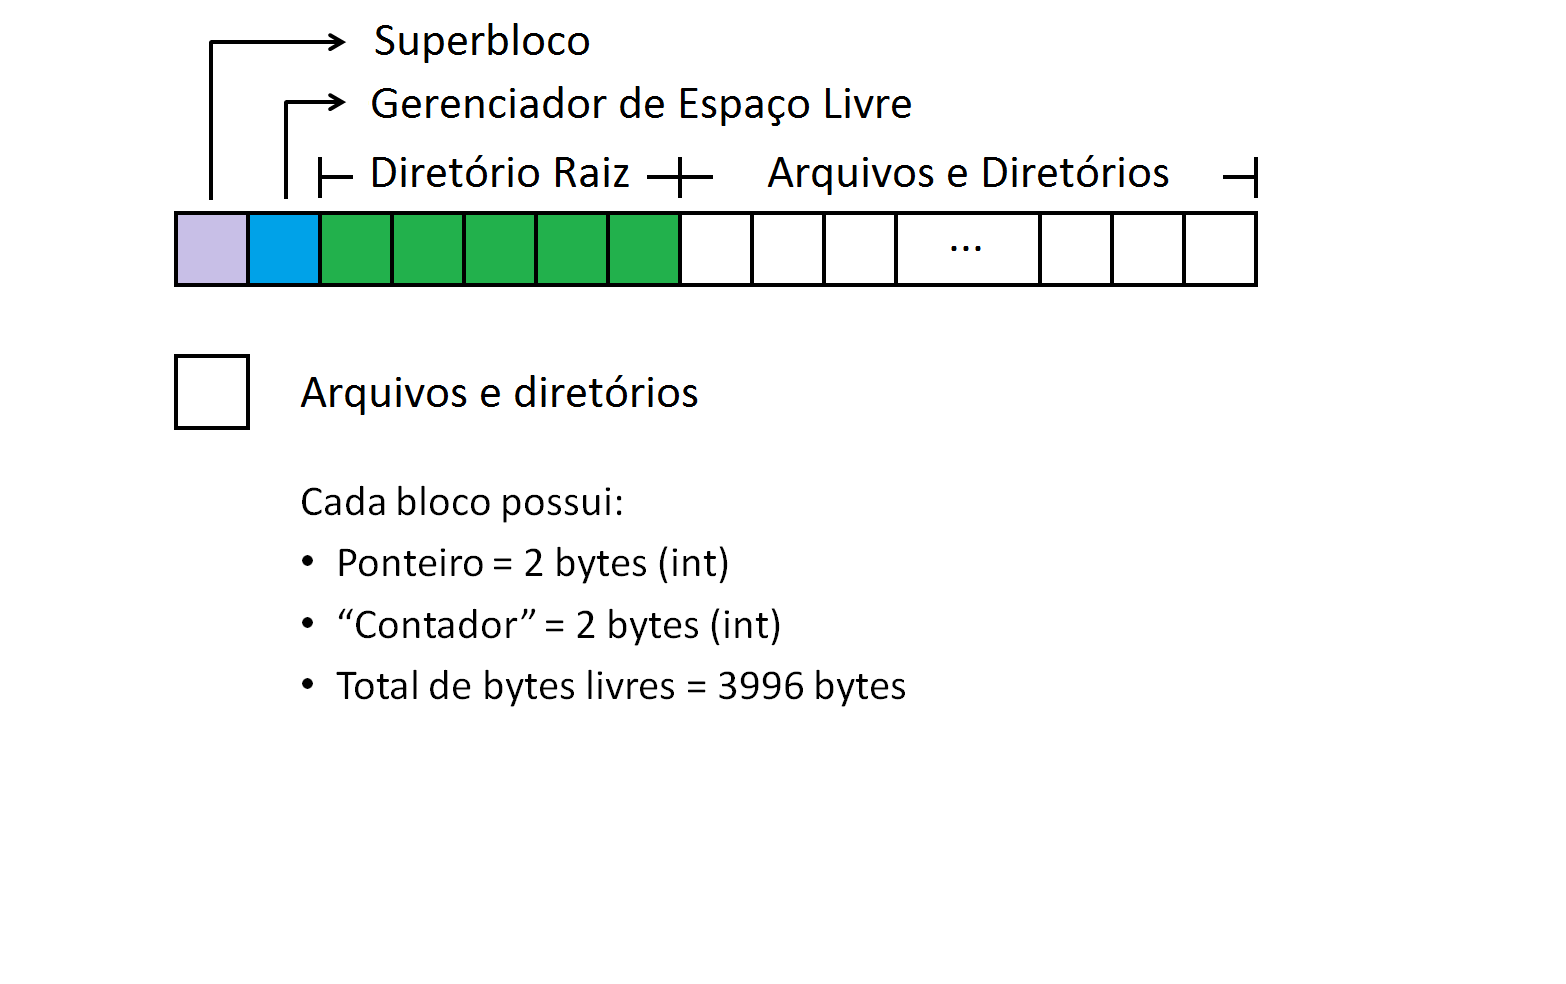 Superbloco
Gerenciador de Espaço Livre
Diretório Raiz
Arquivos e Diretórios
...
Arquivos e diretórios
Cada bloco possui:
• Ponteiro = 2 bytes (int)
• “Contador” = 2 bytes (int)
• Total de bytes livres = 3996 bytes